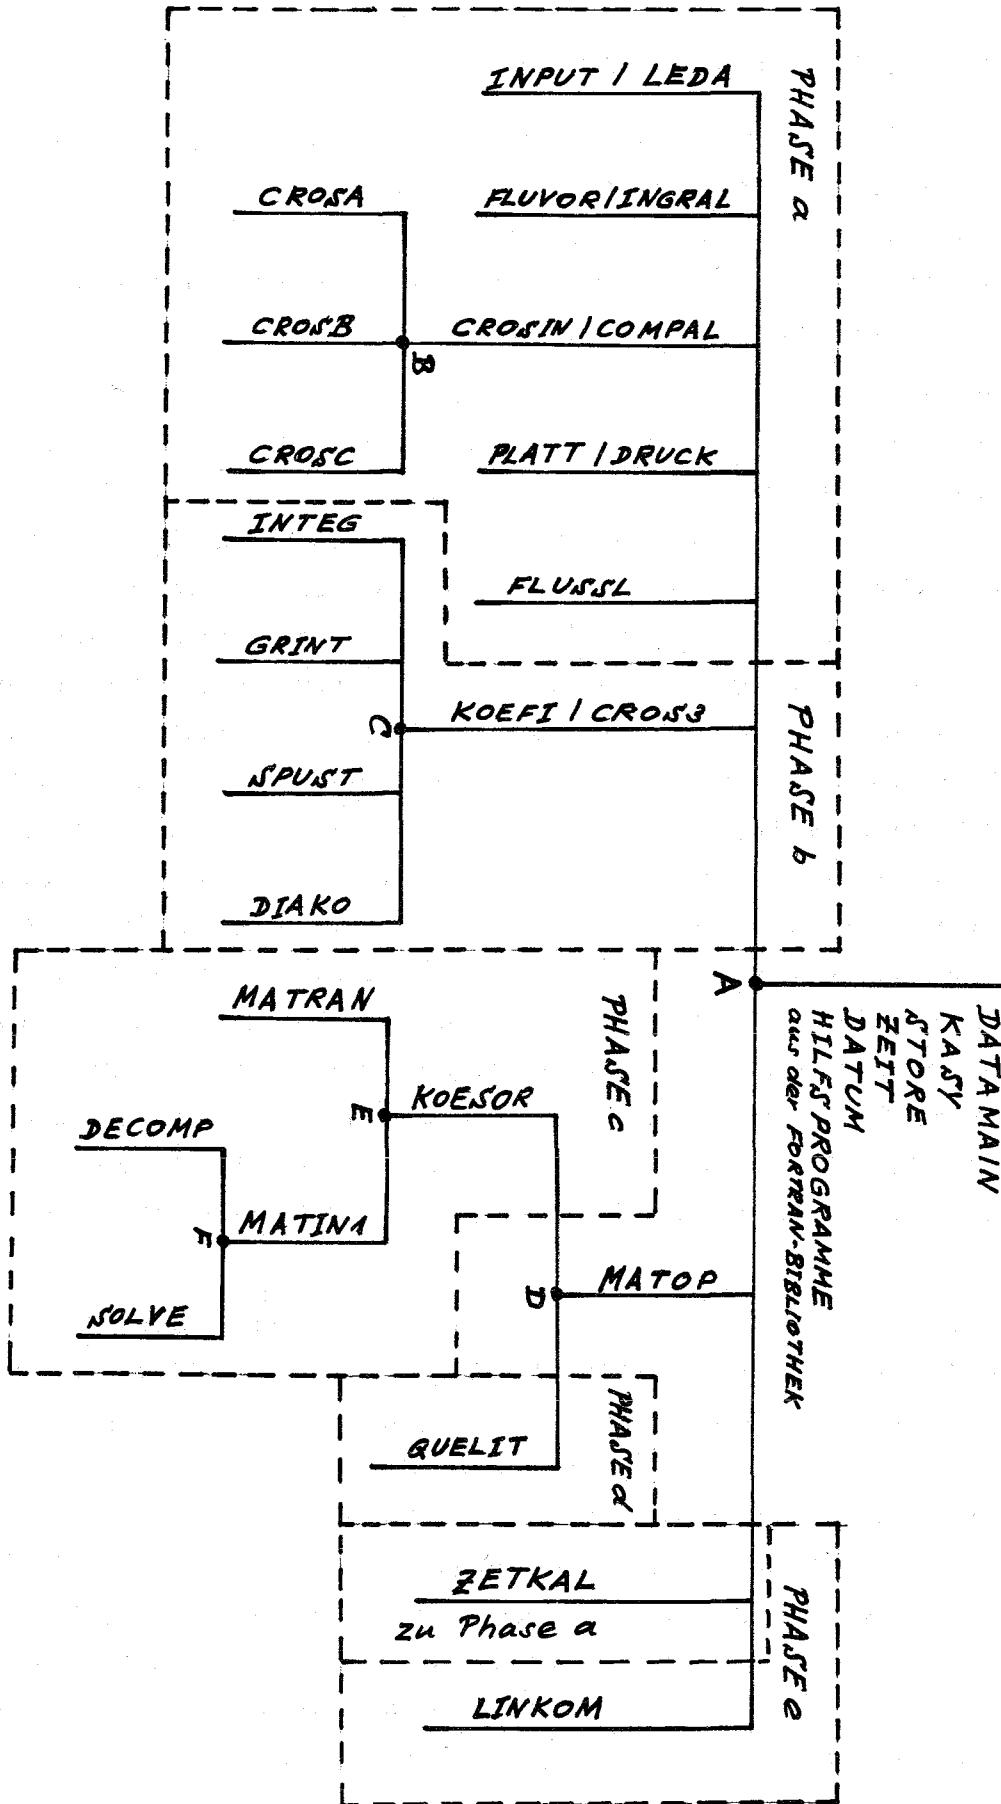 PHASE a
INPUT / LEDA
CROSA
FLUVOR/INGRAL
CROSB
CROSIN / COMPAL
B
CROSC
PLATT / DRUCK
INTEG
FLUSSL
GRINT
PHASE b
KOEFI / CROS3
C
SPUST
DIAKO
A
DATA MAIN
KASY
STORE
ZEIT
DATUM
HILFSPROGRAMME
aus der FORTRAN-BIBLIOTHEK
PHASE c
MATRAN
KOESOR
E
DECOMP
MATIN1
F
SOLVE
MATOP
D
PHASE d
QUELIT
PHASE e
ZETKAL
zu Phase a
LINKOM